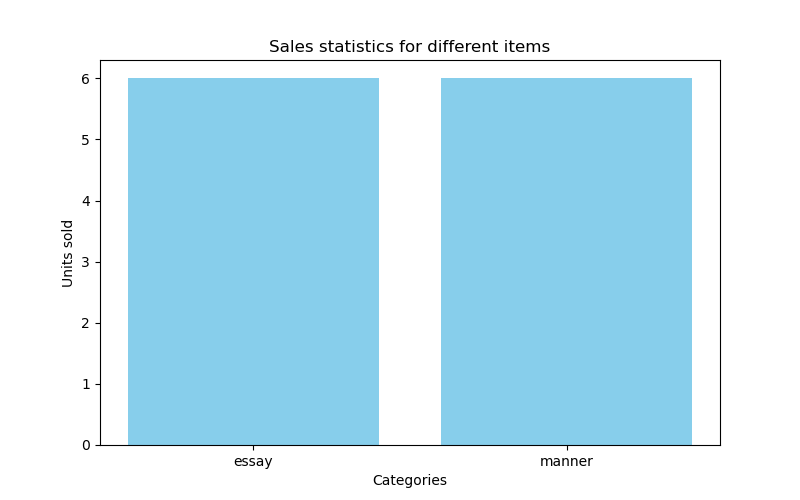 Sales statistics for different items
6
5
4
3
2
1
0
Units sold
essay manner
Categories